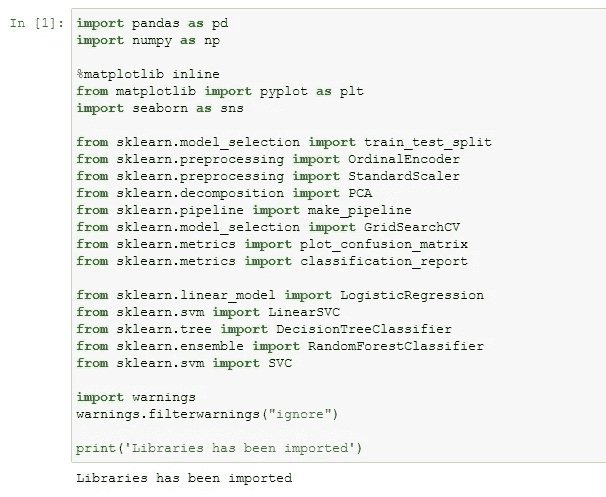 In [1]: import pandas as pd
import numpy as np
%matplotlib inline
from matplotlib import pyplot as plt
import seaborn as sns
from sklearn.model_selection import train_test_split
from sklearn.preprocessing import OrdinalEncoder
from sklearn.preprocessing import StandardScaler
from sklearn.decomposition import PCA
from sklearn.pipeline import make_pipeline
from sklearn.model_selection import GridSearchCV
from sklearn.metrics import plot_confusion_matrix
from sklearn.metrics import classification_report
from sklearn.linear_model import LogisticRegression
from sklearn.svm import LinearSVC
from sklearn.tree import DecisionTreeClassifier
from sklearn.ensemble import RandomForestClassifier
from sklearn.svm import SVC
import warnings
warnings.filterwarnings("ignore")
print('Libraries has been imported')
Libraries has been imported